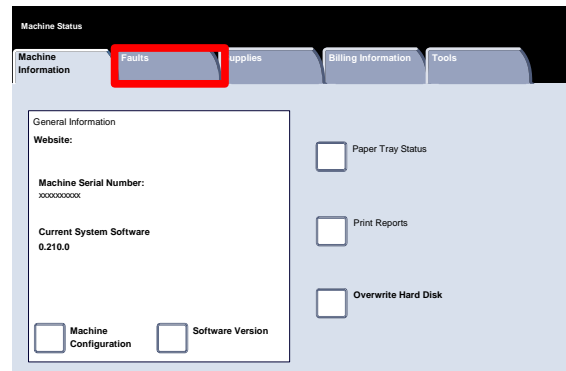 Machine Status
Machine
Information
Faults
Supplies
Billing Information
Tools
General Information
Website:
Machine Serial Number:
xxxxxxxxxx
Current System Software
0.210.0
Machine
Configuration
Software Version
Paper Tray Status
Print Reports
Overwrite Hard Disk